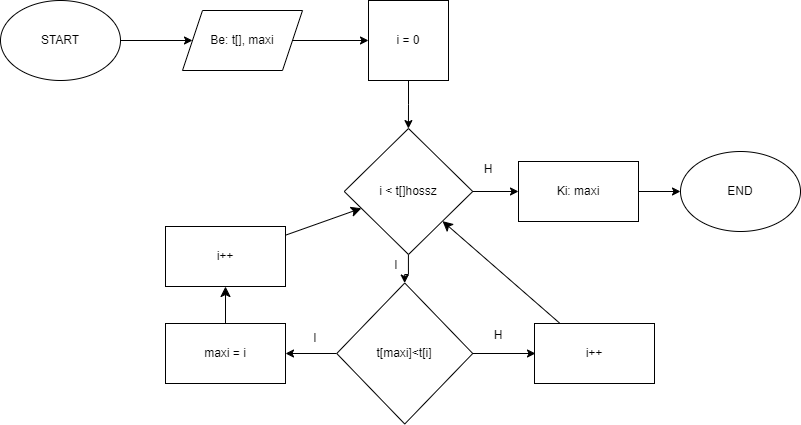 START
Be: t[], maxi
i = 0
i < t[]hossz
H
Ki: maxi
END
i++
I
t[maxi]<t[i]
I
maxi = i
H
i++